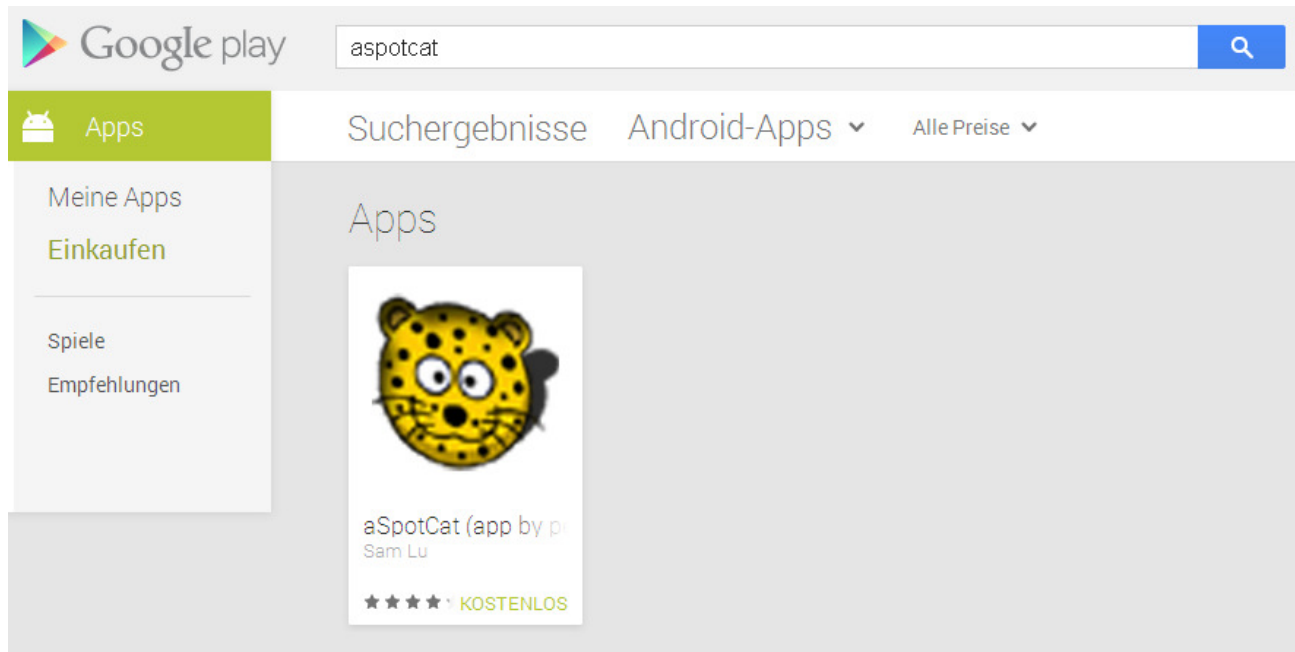 Google play
aspotcat
Apps
Suchergebnisse Android-Apps Alle Preise
Meine Apps
Einkaufen
Spiele
Empfehlungen
Apps
aSpotCat (app by
Sam Lu
KOSTENLOS